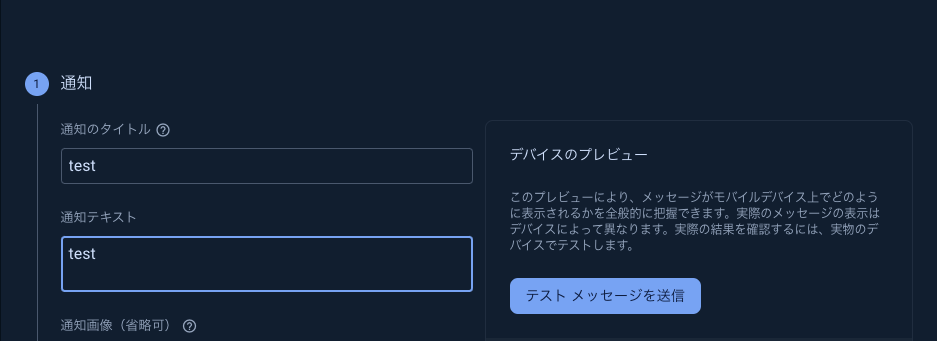 1 通知
通知のタイトル
test
通知テキスト
test
通知画像（省略可）
デバイスのプレビュー
このプレビューにより、メッセージがモバイルデバイス上でどのよう
に表示されるかを全般的に把握できます。実際のメッセージの表示は
デバイスによって異なります。実際の結果を確認するには、実物のデ
バイスでテストします。
テスト メッセージを送信